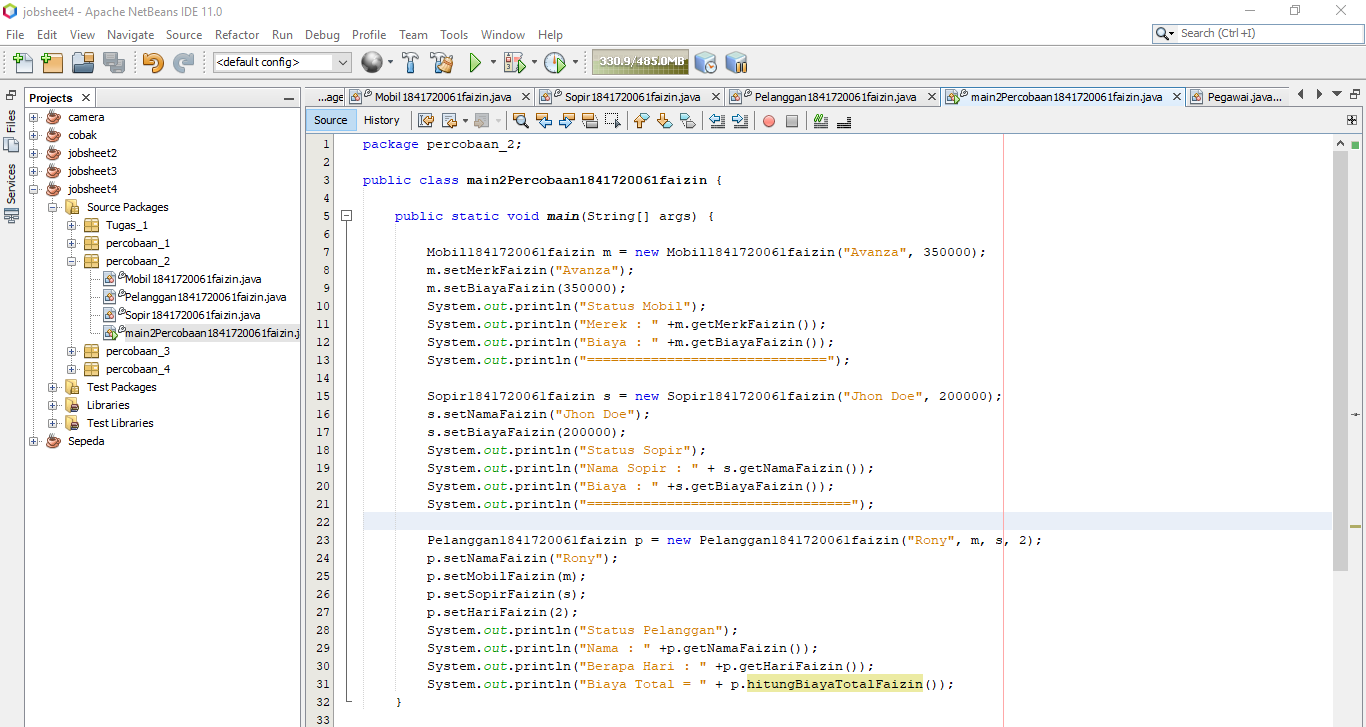 jobsheet4 - Apache NetBeans IDE 11.0
File Edit View Navigate Source Refactor Run Debug Profile Team Tools Window Help
Search (Ctrl+I)
<default config>
330.9/485.0MB
Files
Services
Projects
camera
cobak
jobsheet2
jobsheet3
jobsheet4
Source Packages
Tugas_1
percobaan_1
percobaan_2
Mobil1841720061faizin.java
Pelanggan1841720061faizin.java
Sopir1841720061faizin.java
main2Percobaan1841720061faizin.j
percobaan_3
percobaan_4
Test Packages
Libraries
Test Libraries
Sepeda
...age Mobil1841720061faizin.java Sopir1841720061faizin.java Pelanggan1841720061faizin.java main2Percobaan1841720061faizin.java Pegawai.java...
Source History
1 package percobaan_2;
2
3 public class main2Percobaan1841720061faizin {
4
5 public static void main(String[] args) {
6
7 Mobil1841720061faizin m = new Mobil1841720061faizin("Avanza", 350000);
8 m.setMerkFaizin("Avanza");
9 m.setBiayaFaizin(350000);
10 System.out.println("Status Mobil");
11 System.out.println("Merek : " +m.getMerkFaizin());
12 System.out.println("Biaya : " +m.getBiayaFaizin());
13 System.out.println("==============================");
14
15 Sopir1841720061faizin s = new Sopir1841720061faizin("Jhon Doe", 200000);
16 s.setNamaFaizin("Jhon Doe");
17 s.setBiayaFaizin(200000);
18 System.out.println("Status Sopir");
19 System.out.println("Nama Sopir : " + s.getNamaFaizin());
20 System.out.println("Biaya : " +s.getBiayaFaizin());
21 System.out.println("=================================");
22
23 Pelanggan1841720061faizin p = new Pelanggan1841720061faizin("Rony", m, s, 2);
24 p.setNamaFaizin("Rony");
25 p.setMobilFaizin(m);
26 p.setSopirFaizin(s);
27 p.setHariFaizin(2);
28 System.out.println("Status Pelanggan");
29 System.out.println("Nama : " +p.getNamaFaizin());
30 System.out.println("Berapa Hari : " +p.getHariFaizin());
31 System.out.println("Biaya Total = " + p.hitungBiayaTotalFaizin());
32 }
33